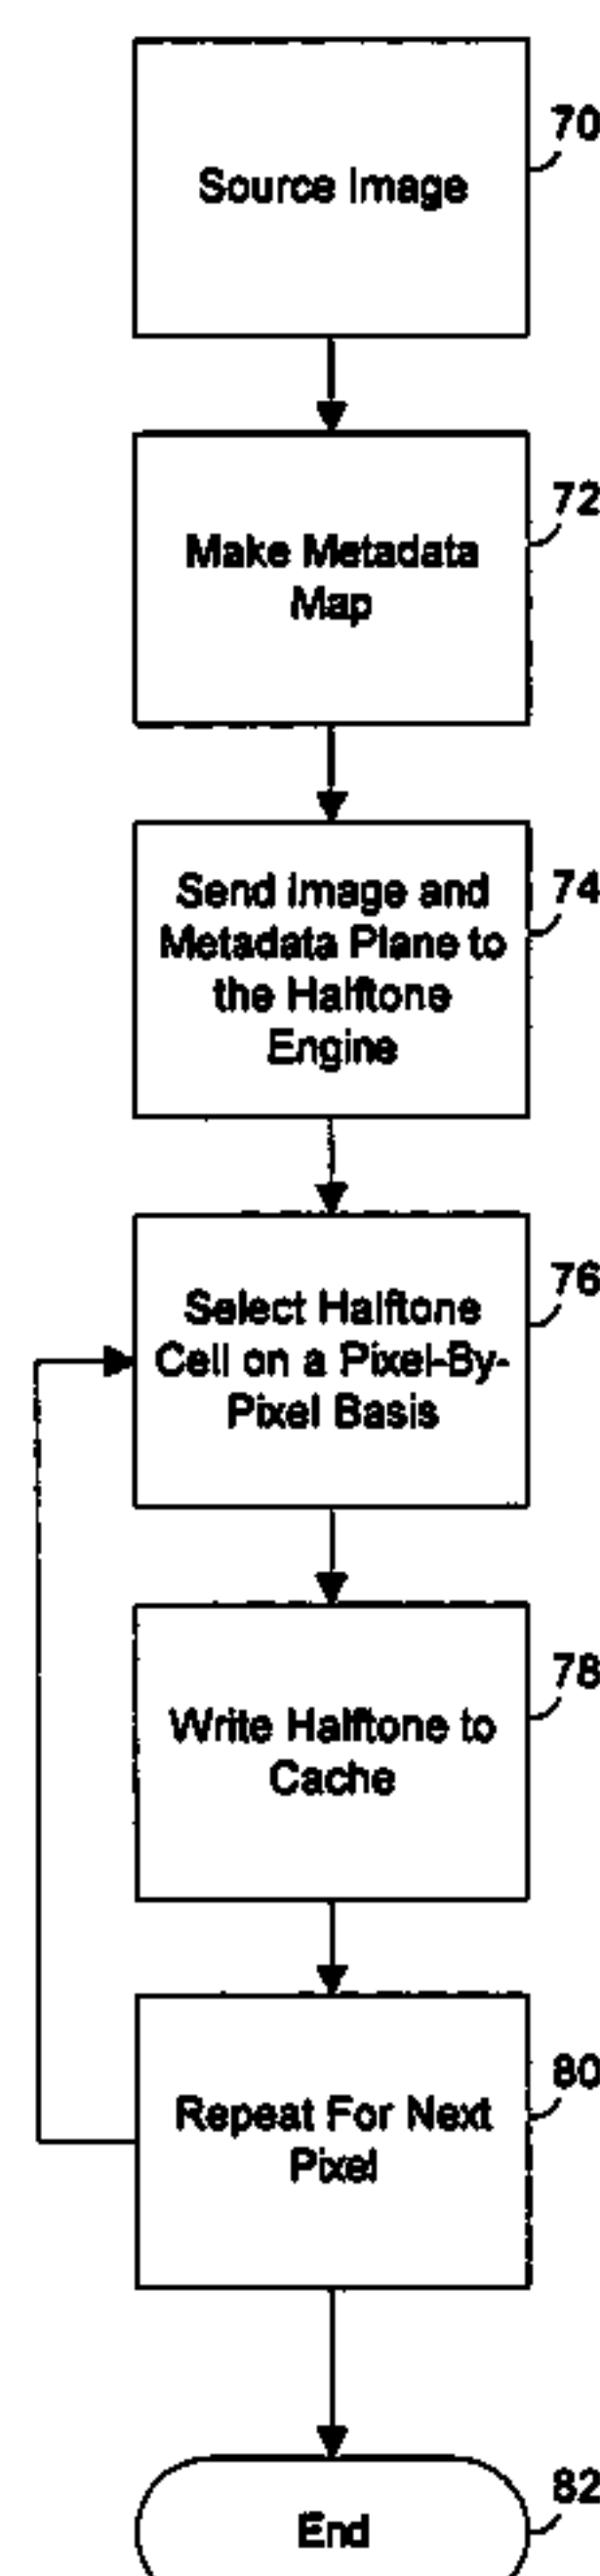 Source Image
70
Make Metadata
Map
72
Send Image and
Metadata Plane to
the Halftone
Engine
74
Select Halftone
Cell on a Pixel-By-
Pixel Basis
76
Write Halftone to
Cache
78
Repeat For Next
Pixel
80
End
82